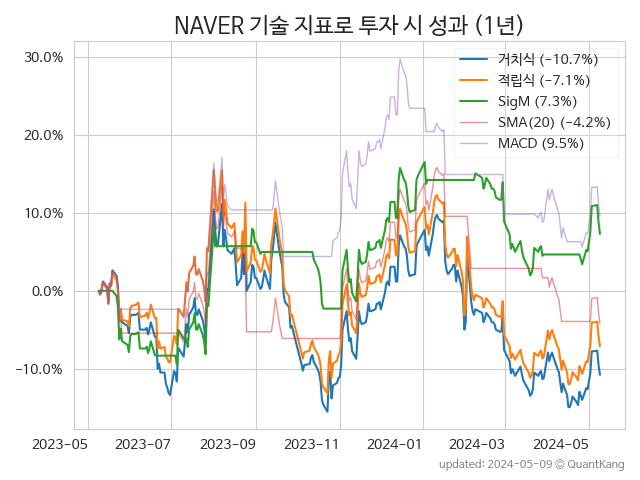 NAVER 기술 지표로 투자 시 성과 (1년)
30.0%
20.0%
10.0%
0.0%
−10.0%
거치식 (−10.7%)
적립식 (−7.1%)
SigM (7.3%)
SMA(20) (−4.2%)
MACD (9.5%)
2023-05 2023-07 2023-09 2023-11 2024-01 2024-03 2024-05
updated: 2024-05-09 © QuantKang